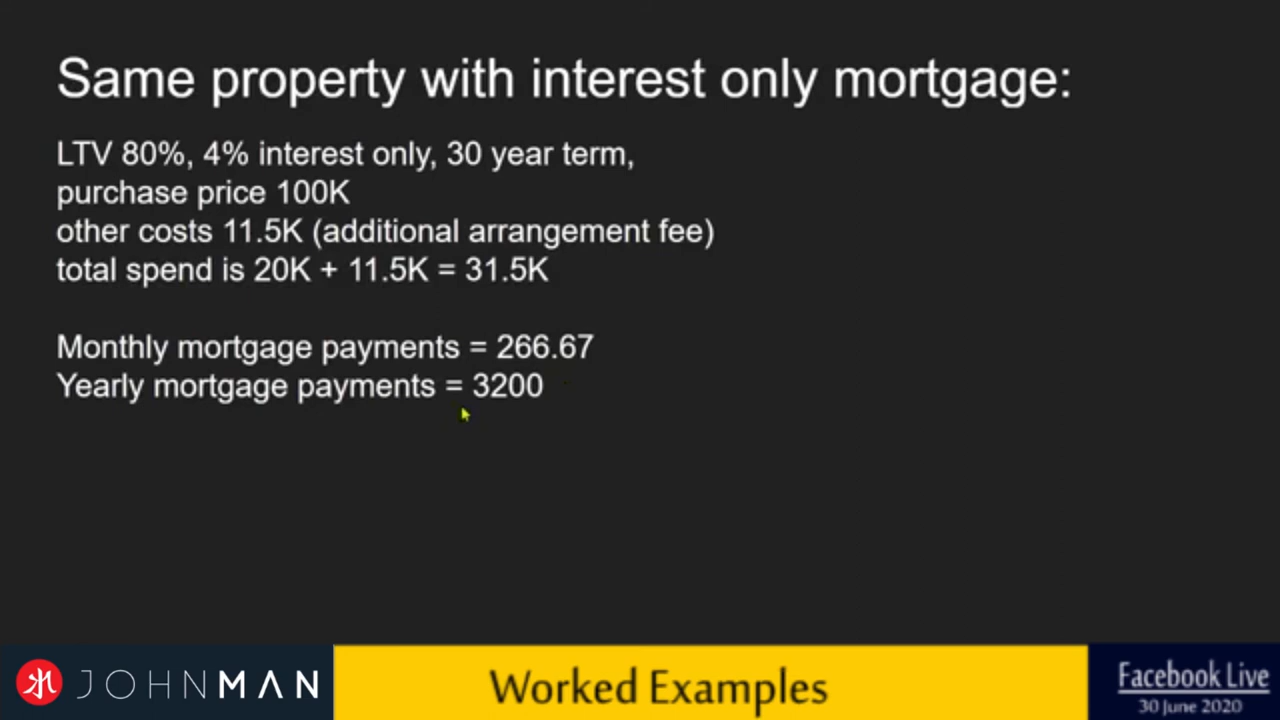 Same property with interest only mortgage:
LTV 80%, 4% interest only, 30 year term,
purchase price 100K
other costs 11.5K (additional arrangement fee)
total spend is 20K + 11.5K = 31.5K
Monthly mortgage payments = 266.67
Yearly mortgage payments = 3200
JOHNMAN
Worked Examples
Facebook Live
30 June 2020